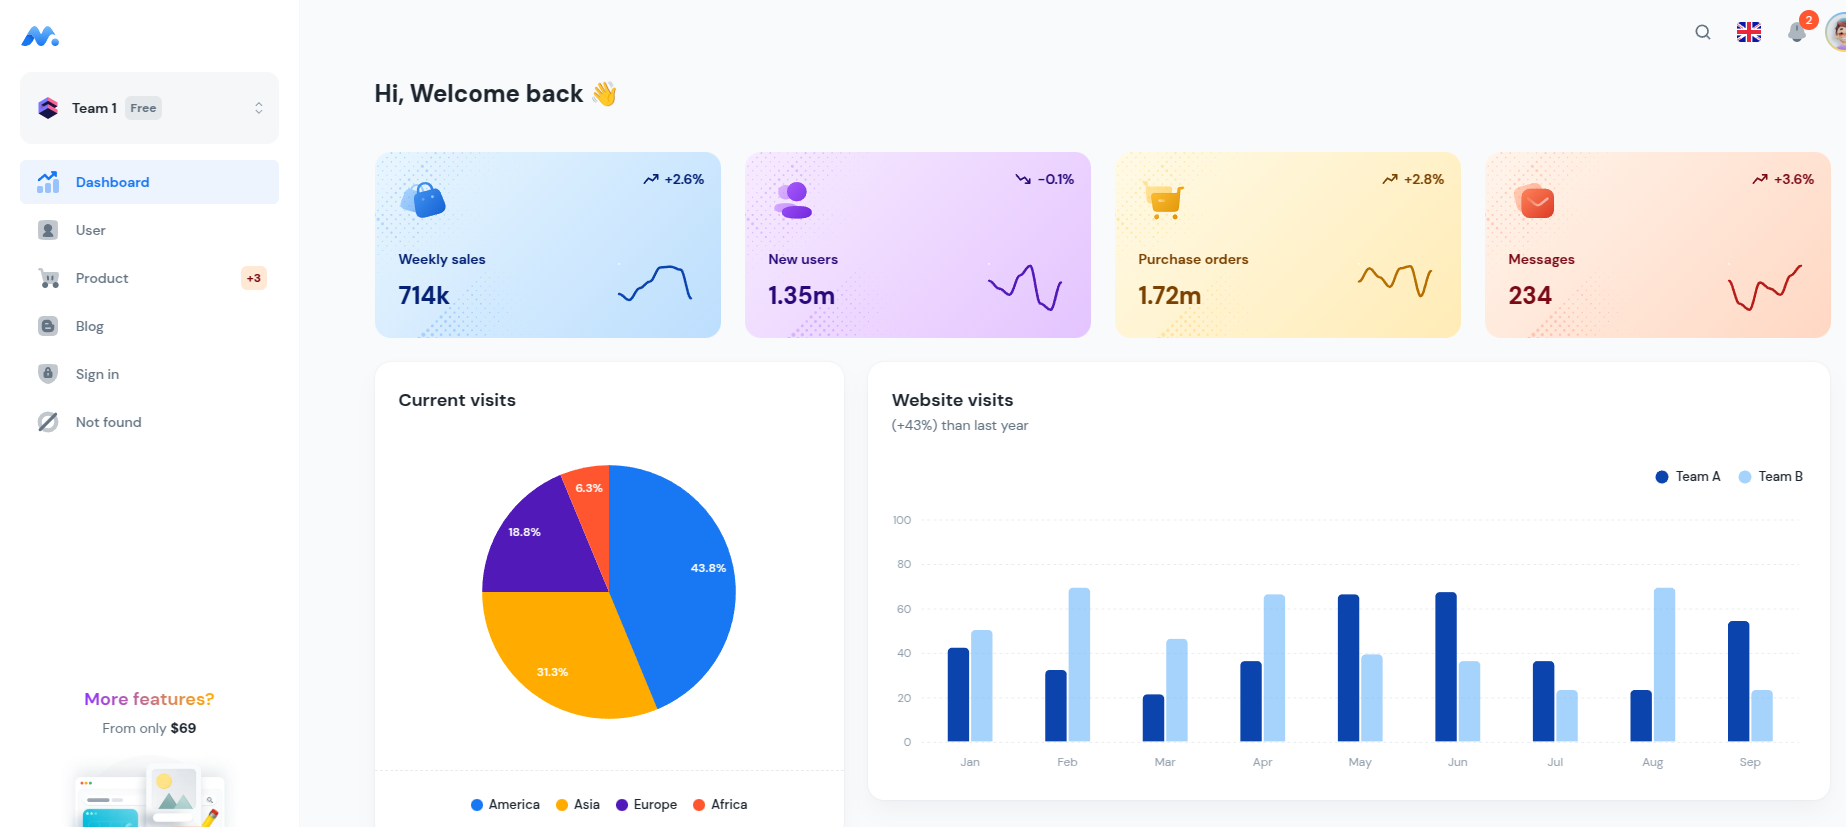 2
Team 1 Free
Dashboard
User
Product +3
Blog
Sign in
Not found
More features?
From only $69
Hi, Welcome back 👋
+2.6%
Weekly sales
714k
-0.1%
New users
1.35m
+2.8%
Purchase orders
1.72m
+3.6%
Messages
234
Current visits
6.3%
18.8%
43.8%
31.3%
America Asia Europe Africa
Website visits
(+43%) than last year
Team A Team B
100
80
60
40
20
0
Jan Feb Mar Apr May Jun Jul Aug Sep